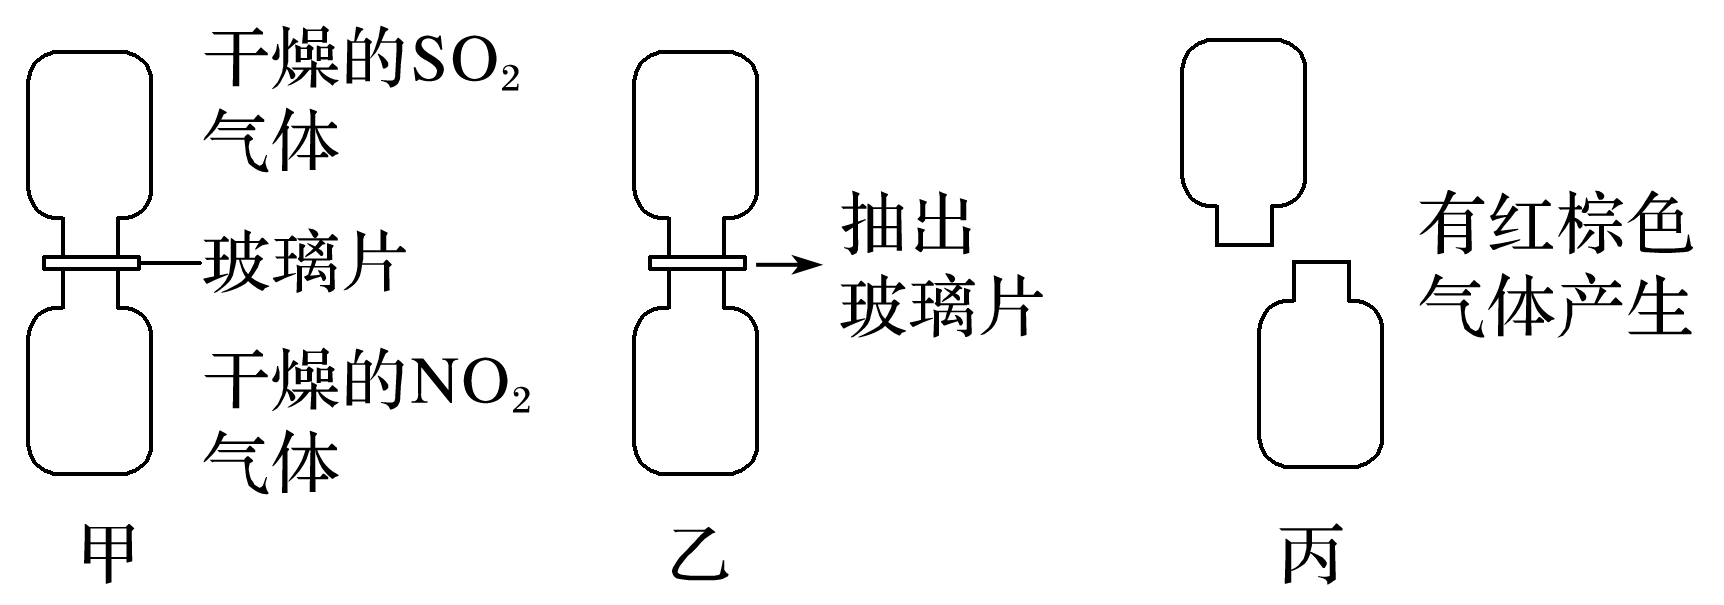 干燥的SO₂
气体
玻璃片
干燥的NO₂
气体
甲
抽出
玻璃片
乙
有红棕色
气体产生
丙